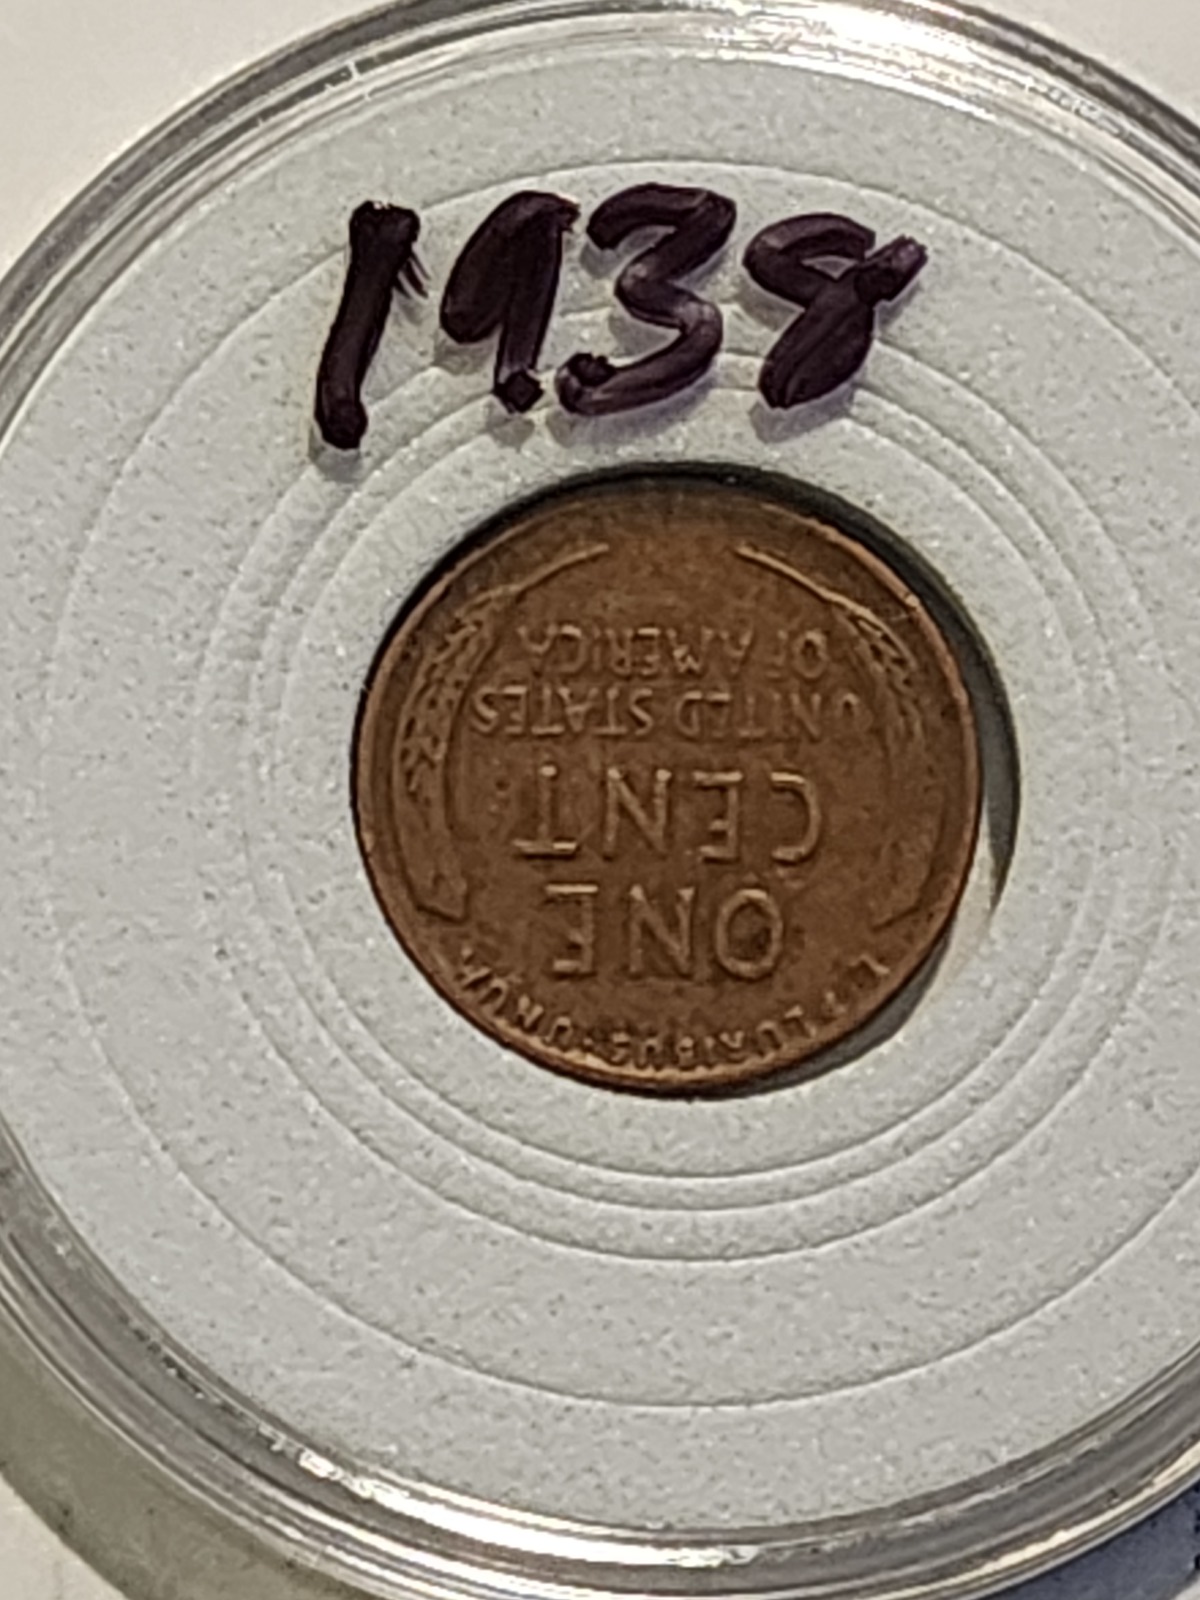 1938
E·PLURIBUS·UNUM
ONE
CENT
UNITED STATES
OF AMERICA